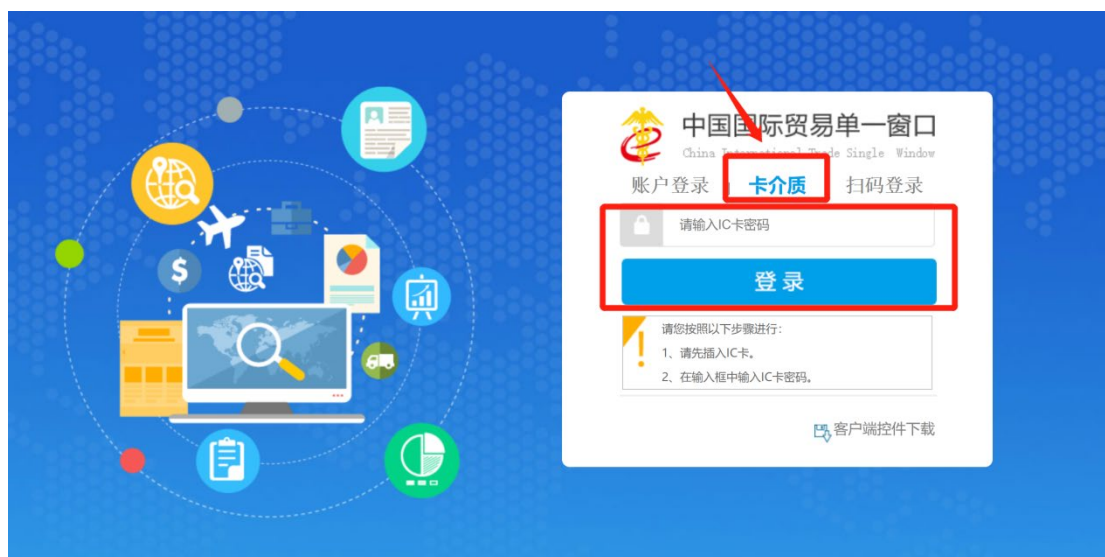 中国国际贸易单一窗口
China International Trade Single Window
账户登录 卡介质 扫码登录
请输入IC卡密码
登录
请您按照以下步骤进行：
1、请先插入IC卡。
2、在输入框中输入IC卡密码。
客户端控件下载